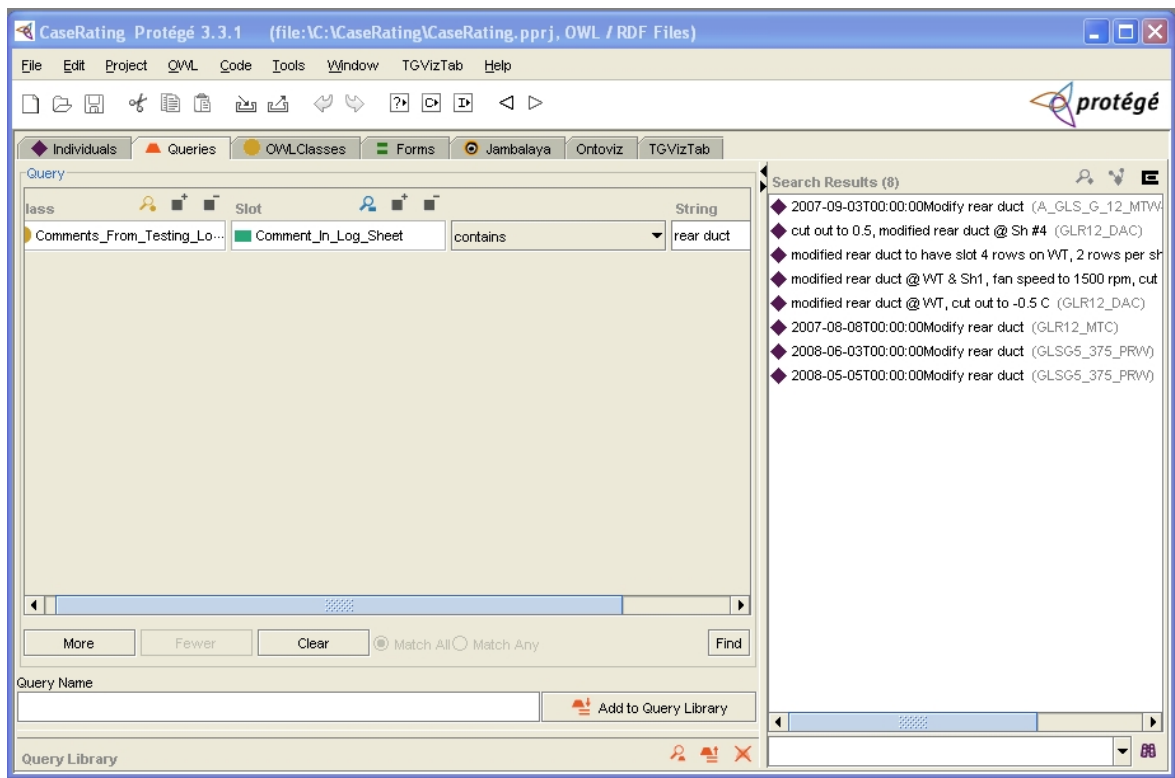 CaseRating Protégé 3.3.1 (file:\C:\CaseRating\CaseRating.pprj, OWL / RDF Files)
File Edit Project OWL Code Tools Window TGVizTab Help
protégé
Individuals Queries OWLClasses Forms Jambalaya Ontoviz TGVizTab
Query
lass Slot String
Comments_From_Testing_Lo... Comment_In_Log_Sheet contains rear duct
More Fewer Clear Match All Match Any Find
Query Name
Add to Query Library
Query Library
Search Results (8)
2007-09-03T00:00:00Modify rear duct (A_GLS_G_12_MTW
cut out to 0.5, modified rear duct @ Sh #4 (GLR12_DAC)
modified rear duct to have slot 4 rows on WT, 2 rows per sh
modified rear duct @ WT & Sh1, fan speed to 1500 rpm, cut
modified rear duct @ WT, cut out to -0.5 C (GLR12_DAC)
2007-08-08T00:00:00Modify rear duct (GLR12_MTC)
2008-06-03T00:00:00Modify rear duct (GLSG5_375_PRW)
2008-05-05T00:00:00Modify rear duct (GLSG5_375_PRW)